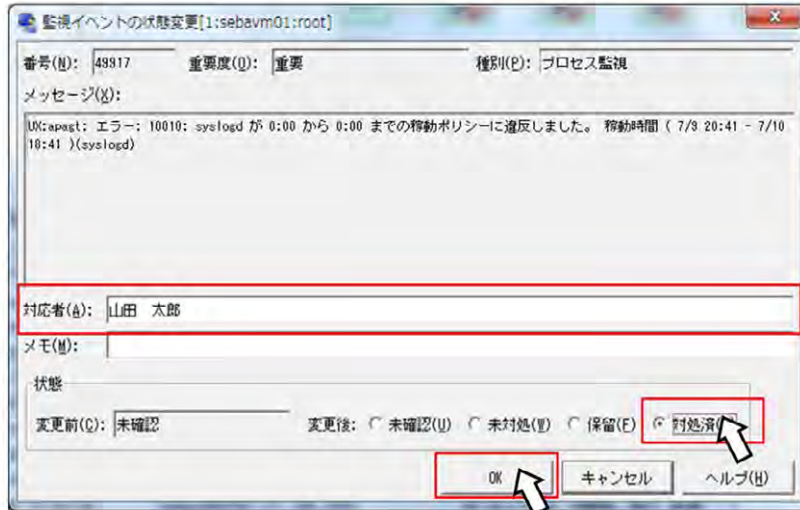 監視イベントの状態変更[1:sebavm01:root]
番号(N): 49917 重要度(O): 重要 種別(P): プロセス監視
メッセージ(X):
UX:apagt: エラー: 10010: syslogd が 0:00 から 0:00 までの稼動ポリシーに違反しました。 稼動時間 ( 7/9 20:41 - 7/10
18:41 )(syslogd)
対応者(A): 山田 太郎
メモ(M):
状態
変更前(C): 未確認 変更後: 未確認(U) 未対処(W) 保留(F) 対処済
OK キャンセル ヘルプ(H)